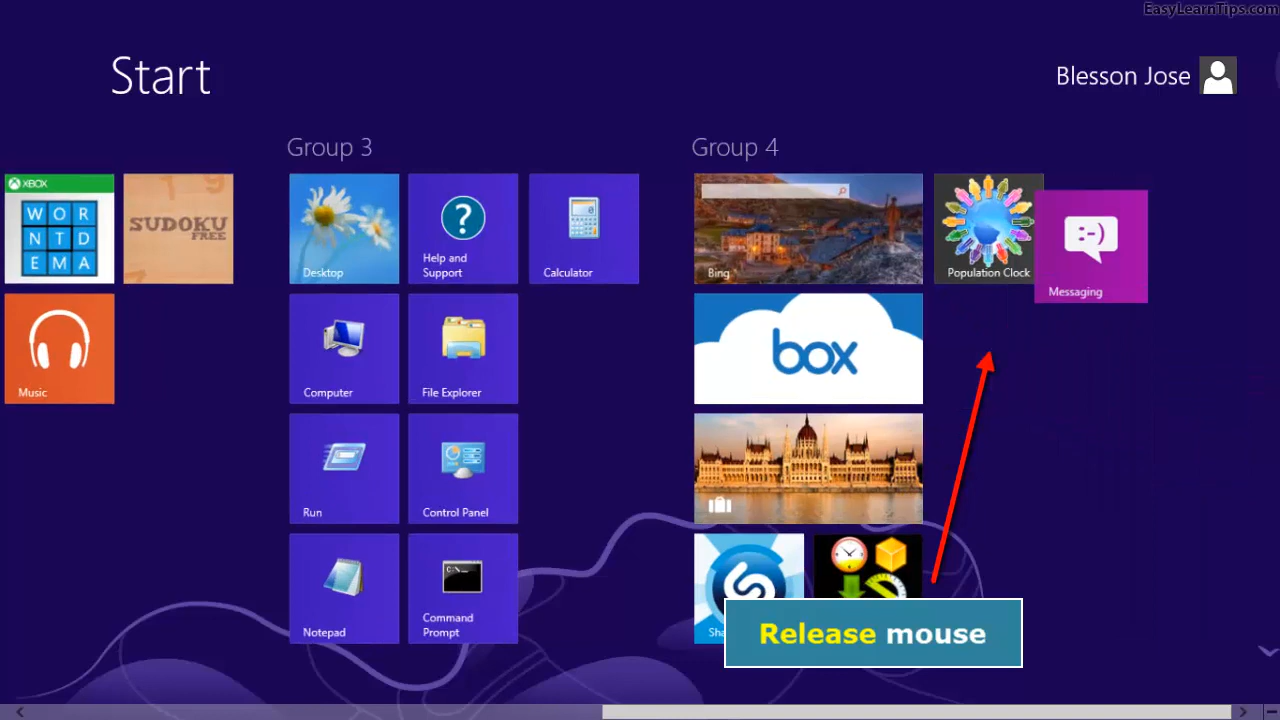 EasyLearnTips.com
Start
Blesson Jose
Group 3
Group 4
XBOX
W O R
N T D
E M A
SUDOKU
FREE
Desktop
Help and
Support
Calculator
Bing
Population Clock
:-)
Messaging
Music
Computer
File Explorer
box
Run
Control Panel
C:\_
Notepad
Command
Prompt
Release mouse